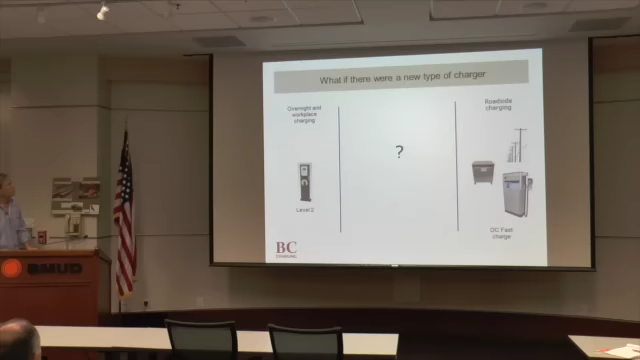 What if there were a new type of charger
Overnight and
workplace
charging
Level 2
?
Roadside
charging
DC Fast
charge
BC
SMUD